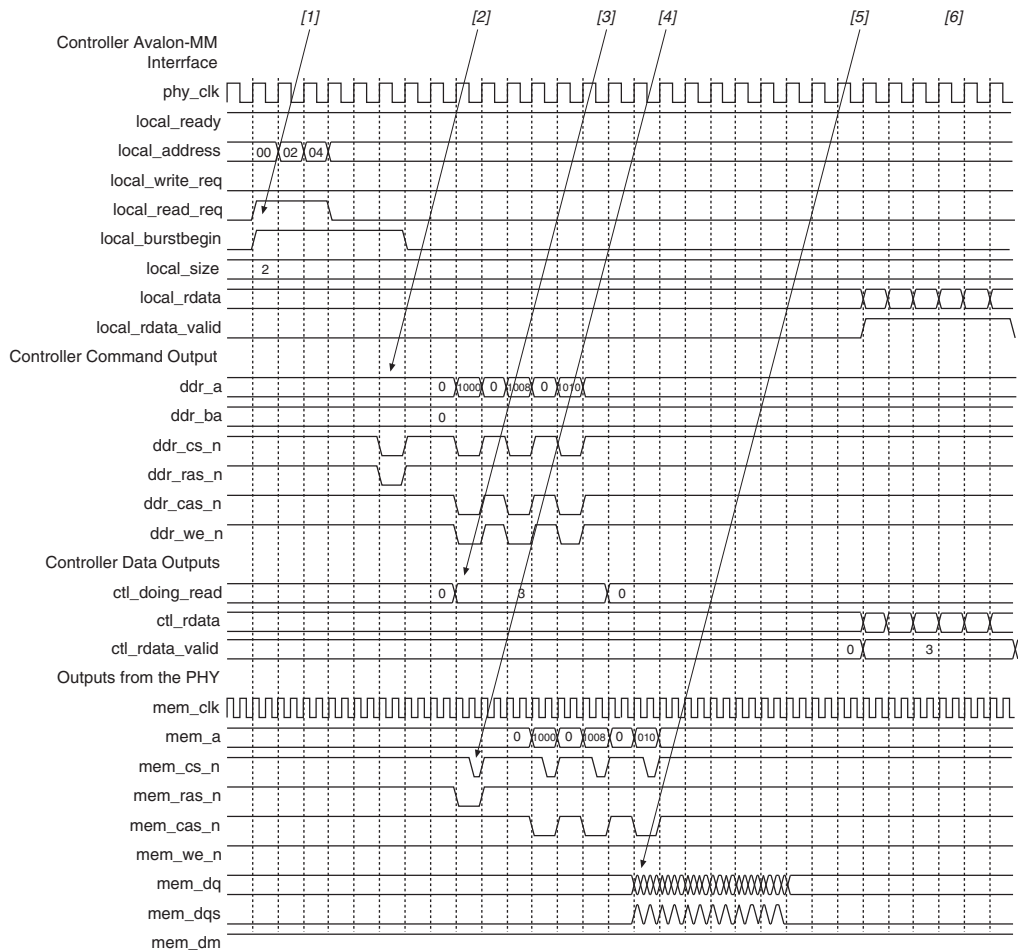 [1] [2] [3] [4] [5] [6]
Controller Avalon-MM
Interrface
phy_clk
local_ready
local_address 00 02 04
local_write_req
local_read_req
local_burstbegin
local_size 2
local_rdata
local_rdata_valid
Controller Command Output
ddr_a 0 1000 0 1008 0 1010
ddr_ba 0
ddr_cs_n
ddr_ras_n
ddr_cas_n
ddr_we_n
Controller Data Outputs
ctl_doing_read 0 3 0
ctl_rdata
ctl_rdata_valid 0 3
Outputs from the PHY
mem_clk
mem_a 0 1000 0 1008 0 010
mem_cs_n
mem_ras_n
mem_cas_n
mem_we_n
mem_dq
mem_dqs
mem_dm